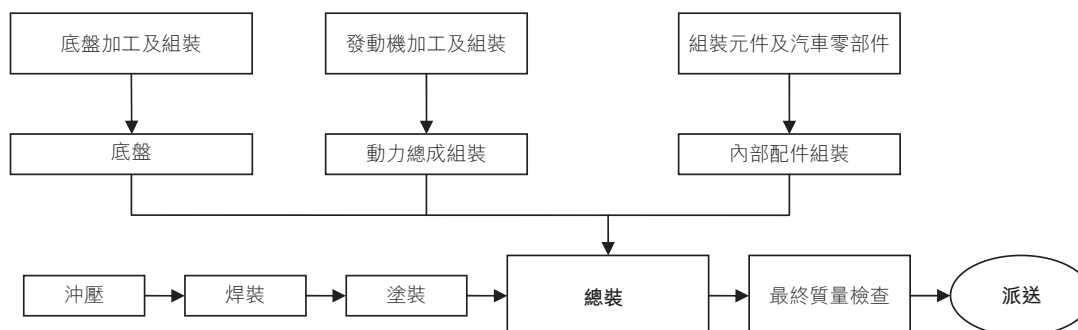 底盤加工及組裝
發動機加工及組裝
組裝元件及汽車零部件
底盤
動力總成組裝
內部配件組裝
沖壓
焊裝
塗裝
總裝
最終質量檢查
派送